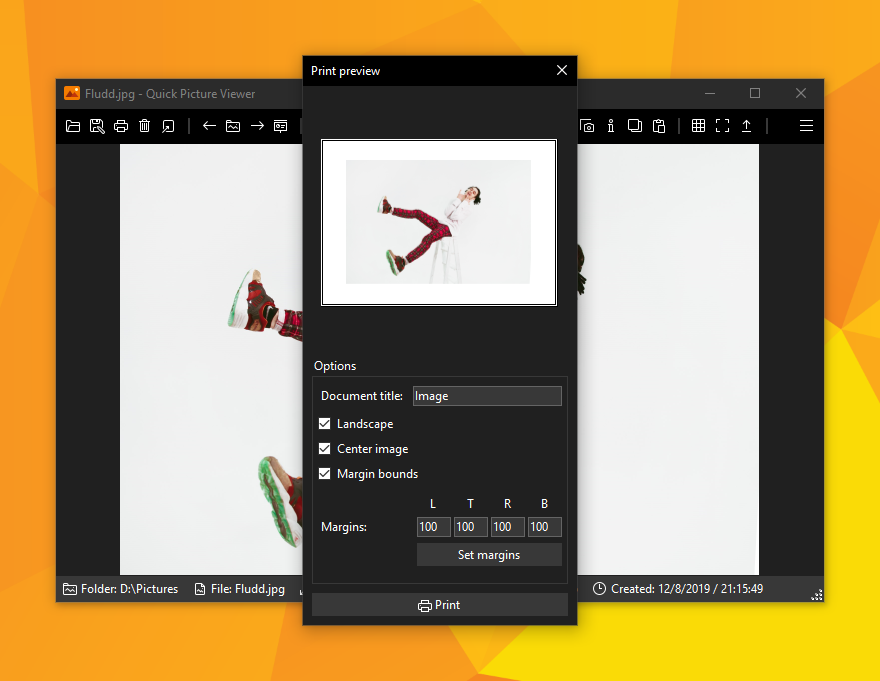 Print preview
Fludd.jpg - Quick Picture Viewer
Options
Document title: Image
Landscape
Center image
Margin bounds
L T R B
Margins: 100 100 100 100
Set margins
Print
Folder: D:\Pictures File: Fludd.jpg Created: 12/8/2019 / 21:15:49